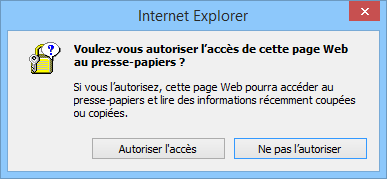 Internet Explorer
Voulez-vous autoriser l’accès de cette page Web
au presse-papiers ?
Si vous l’autorisez, cette page Web pourra accéder au
presse-papiers et lire des informations récemment coupées
ou copiées.
Autoriser l'accès
Ne pas l’autoriser